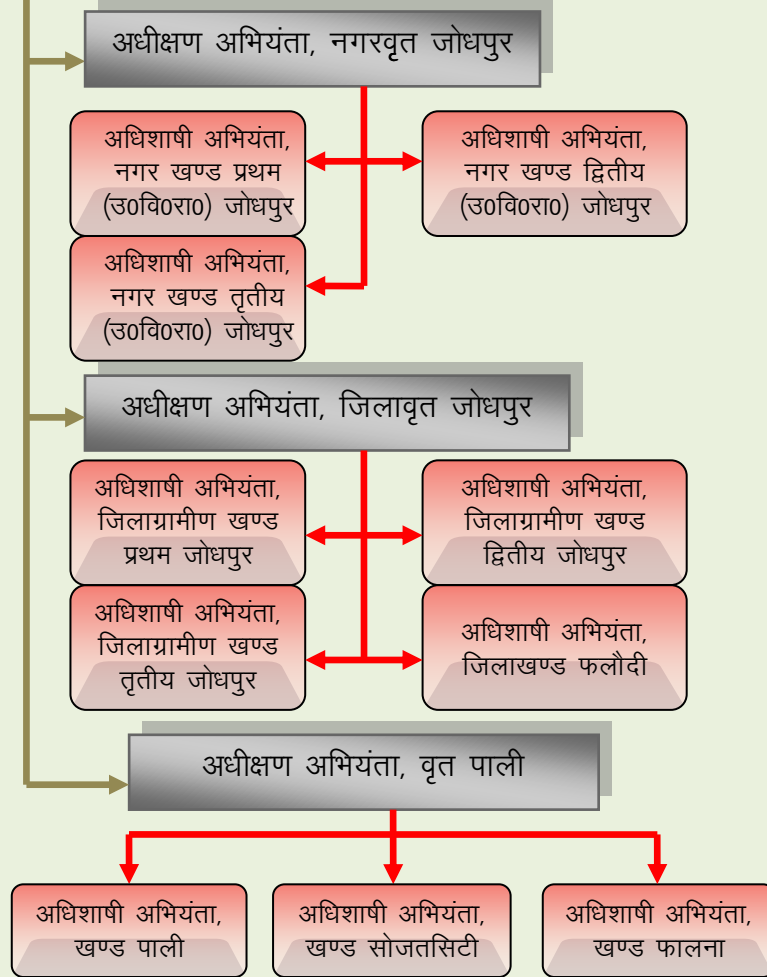 अधीक्षण अभियंता, नगरवृत जोधपुर
अधिशाषी अभियंता,
नगर खण्ड प्रथम
(उ0वि0रा0) जोधपुर
अधिशाषी अभियंता,
नगर खण्ड द्वितीय
(उ0वि0रा0) जोधपुर
अधिशाषी अभियंता,
नगर खण्ड तृतीय
(उ0वि0रा0) जोधपुर
अधीक्षण अभियंता, जिलावृत जोधपुर
अधिशाषी अभियंता,
जिलाग्रामीण खण्ड
प्रथम जोधपुर
अधिशाषी अभियंता,
जिलाग्रामीण खण्ड
द्वितीय जोधपुर
अधिशाषी अभियंता,
जिलाग्रामीण खण्ड
तृतीय जोधपुर
अधिशाषी अभियंता,
जिलाखण्ड फलौदी
अधीक्षण अभियंता, वृत पाली
अधिशाषी अभियंता,
खण्ड पाली
अधिशाषी अभियंता,
खण्ड सोजतसिटी
अधिशाषी अभियंता,
खण्ड फालना